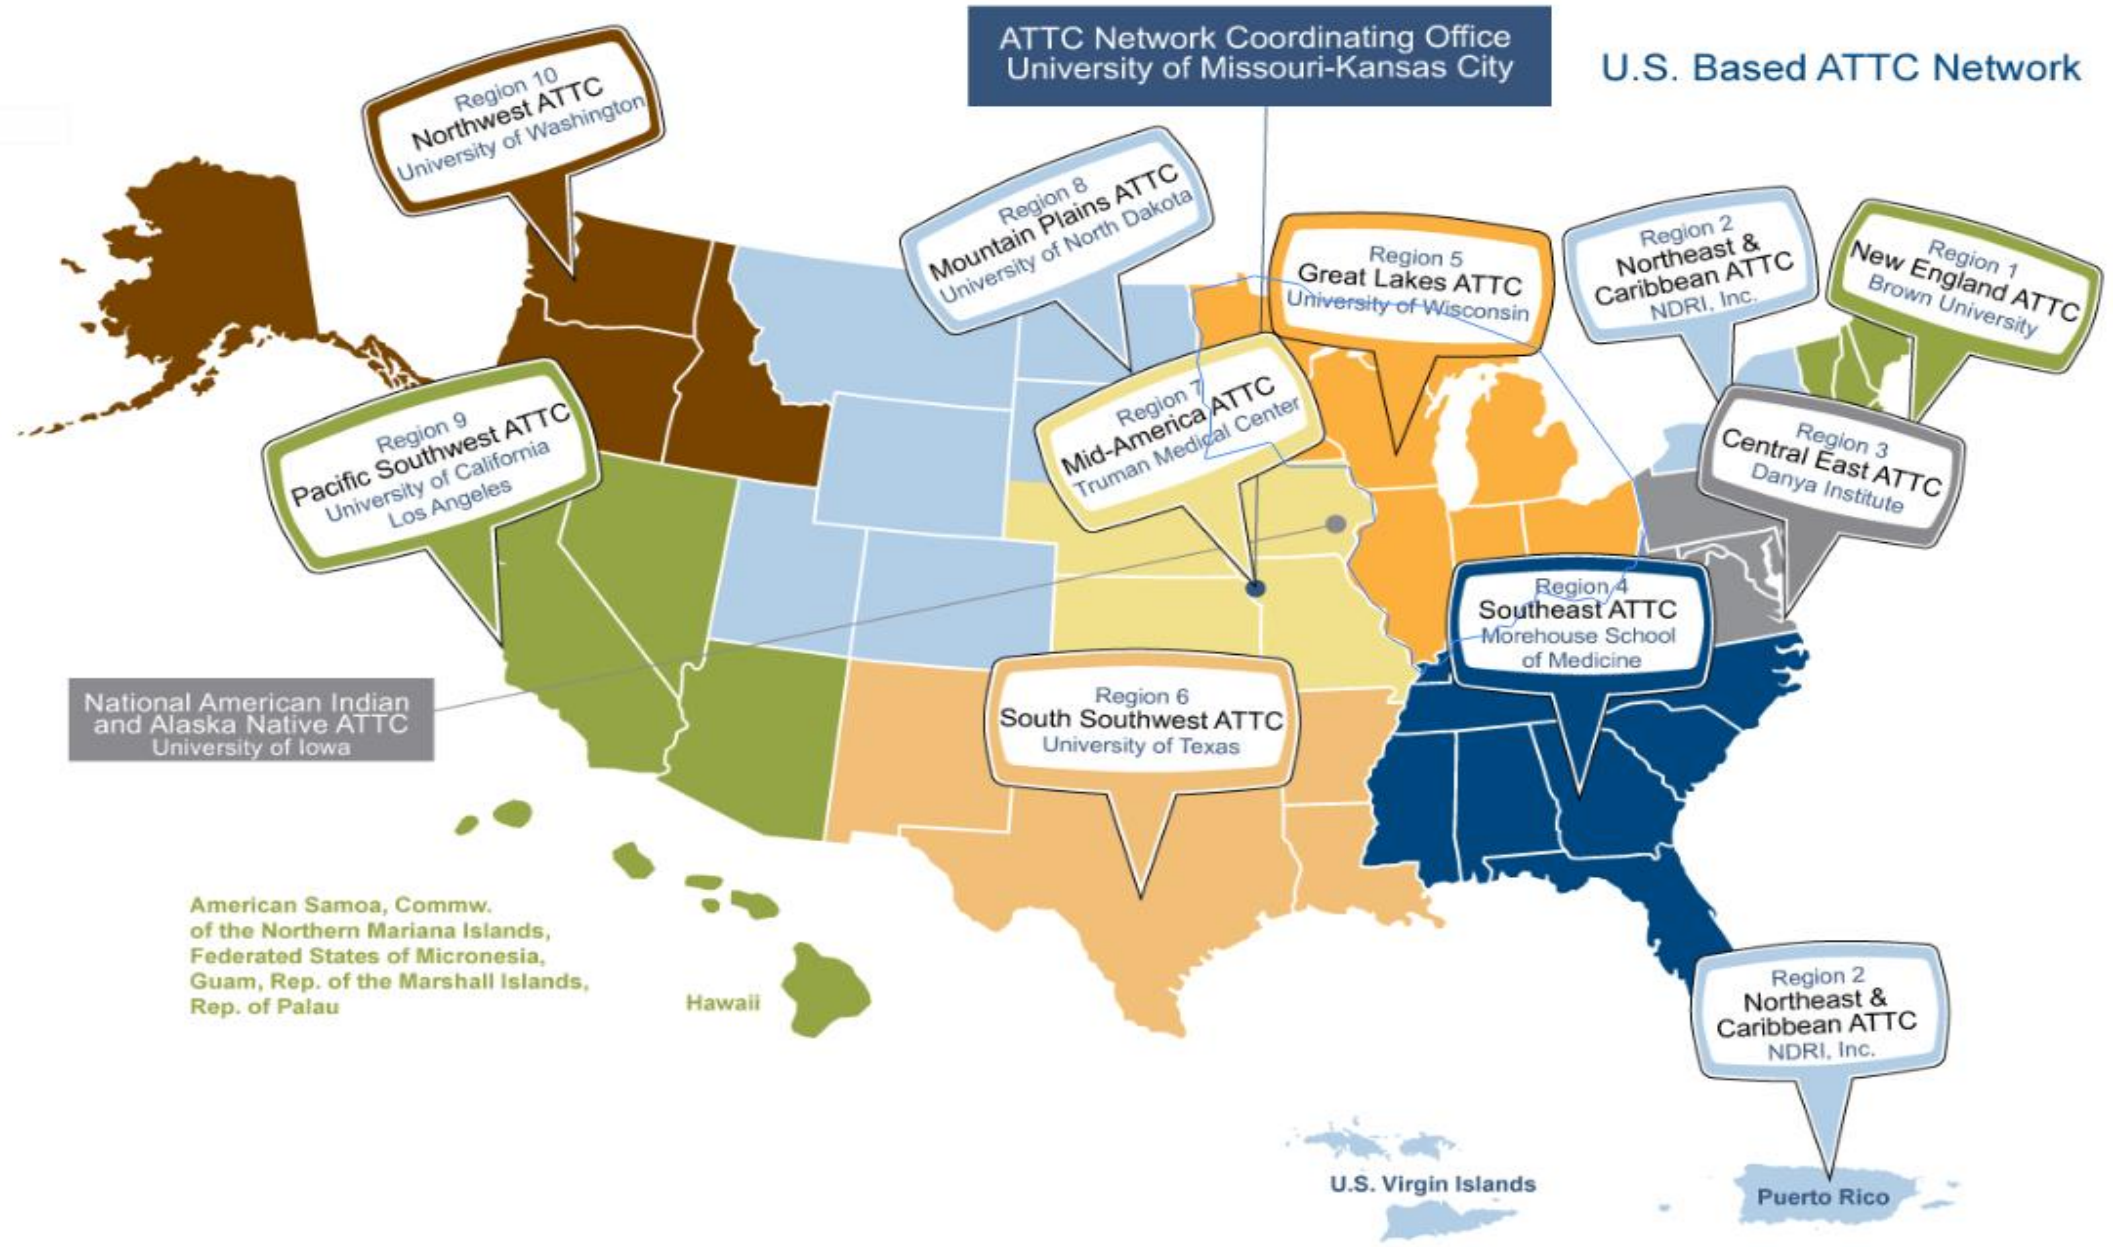 ATTC Network Coordinating Office
University of Missouri-Kansas City
U.S. Based ATTC Network
Region 10
Northwest ATTC
University of Washington
Region 8
Mountain Plains ATTC
University of North Dakota
Region 5
Great Lakes ATTC
University of Wisconsin
Region 2
Northeast &
Caribbean ATTC
NDRI, Inc.
Region 1
New England ATTC
Brown University
Region 9
Pacific Southwest ATTC
University of California
Los Angeles
Region 7
Mid-America ATTC
Truman Medical Center
Region 3
Central East ATTC
Danya Institute
Region 4
Southeast ATTC
Morehouse School
of Medicine
National American Indian
and Alaska Native ATTC
University of Iowa
Region 6
South Southwest ATTC
University of Texas
American Samoa, Commw.
of the Northern Mariana Islands,
Federated States of Micronesia,
Guam, Rep. of the Marshall Islands,
Rep. of Palau
Hawaii
Region 2
Northeast &
Caribbean ATTC
NDRI, Inc.
U.S. Virgin Islands
Puerto Rico